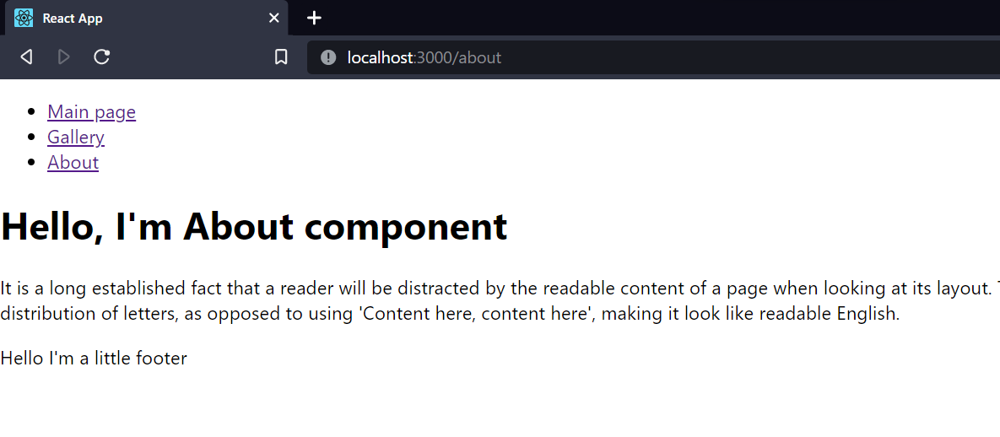 React App
localhost:3000/about
Main page
Gallery
About
Hello, I'm About component
It is a long established fact that a reader will be distracted by the readable content of a page when looking at its layout.
distribution of letters, as opposed to using 'Content here, content here', making it look like readable English.
Hello I'm a little footer